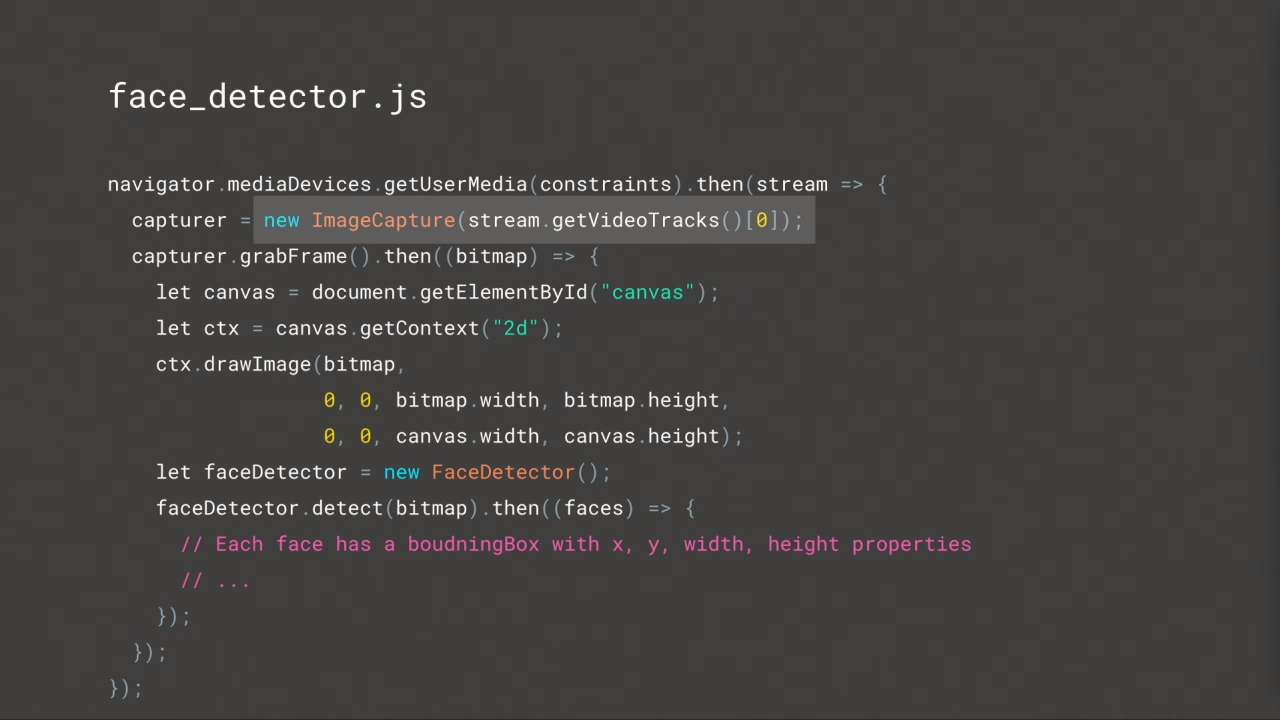 face_detector.js
navigator.mediaDevices.getUserMedia(constraints).then(stream => {
capturer = new ImageCapture(stream.getVideoTracks()[0]);
capturer.grabFrame().then((bitmap) => {
let canvas = document.getElementById("canvas");
let ctx = canvas.getContext("2d");
ctx.drawImage(bitmap,
0, 0, bitmap.width, bitmap.height,
0, 0, canvas.width, canvas.height);
let faceDetector = new FaceDetector();
faceDetector.detect(bitmap).then((faces) => {
// Each face has a boudningBox with x, y, width, height properties
// ...
});
});
});